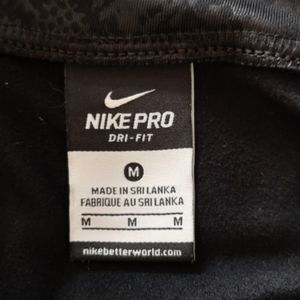 NIKE PRO
DRI-FIT
M
MADE IN SRI LANKA
FABRIQUE AU SRI LANKA
M M M
nikebetterworld.com